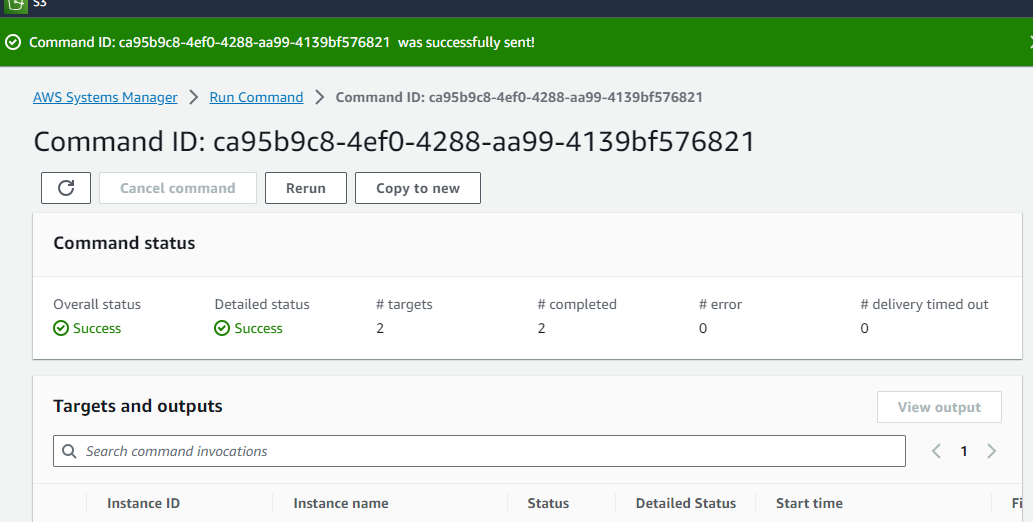 S3
Command ID: ca95b9c8-4ef0-4288-aa99-4139bf576821 was successfully sent!
AWS Systems Manager > Run Command > Command ID: ca95b9c8-4ef0-4288-aa99-4139bf576821
Command ID: ca95b9c8-4ef0-4288-aa99-4139bf576821
Cancel command Rerun Copy to new
Command status
Overall status Detailed status # targets # completed # error # delivery timed out
Success Success 2 2 0 0
Targets and outputs View output
Search command invocations 1
Instance ID Instance name Status Detailed Status Start time Fi